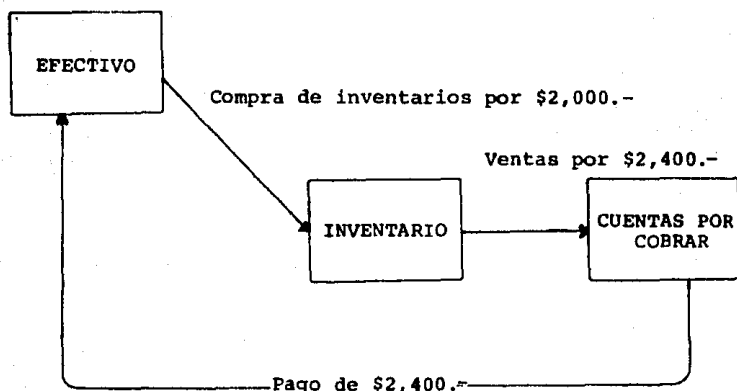 EFECTIVO
Compra de inventarios por $2,000.-
Ventas por $2,400.-
INVENTARIO
CUENTAS POR
COBRAR
Pago de $2,400.-